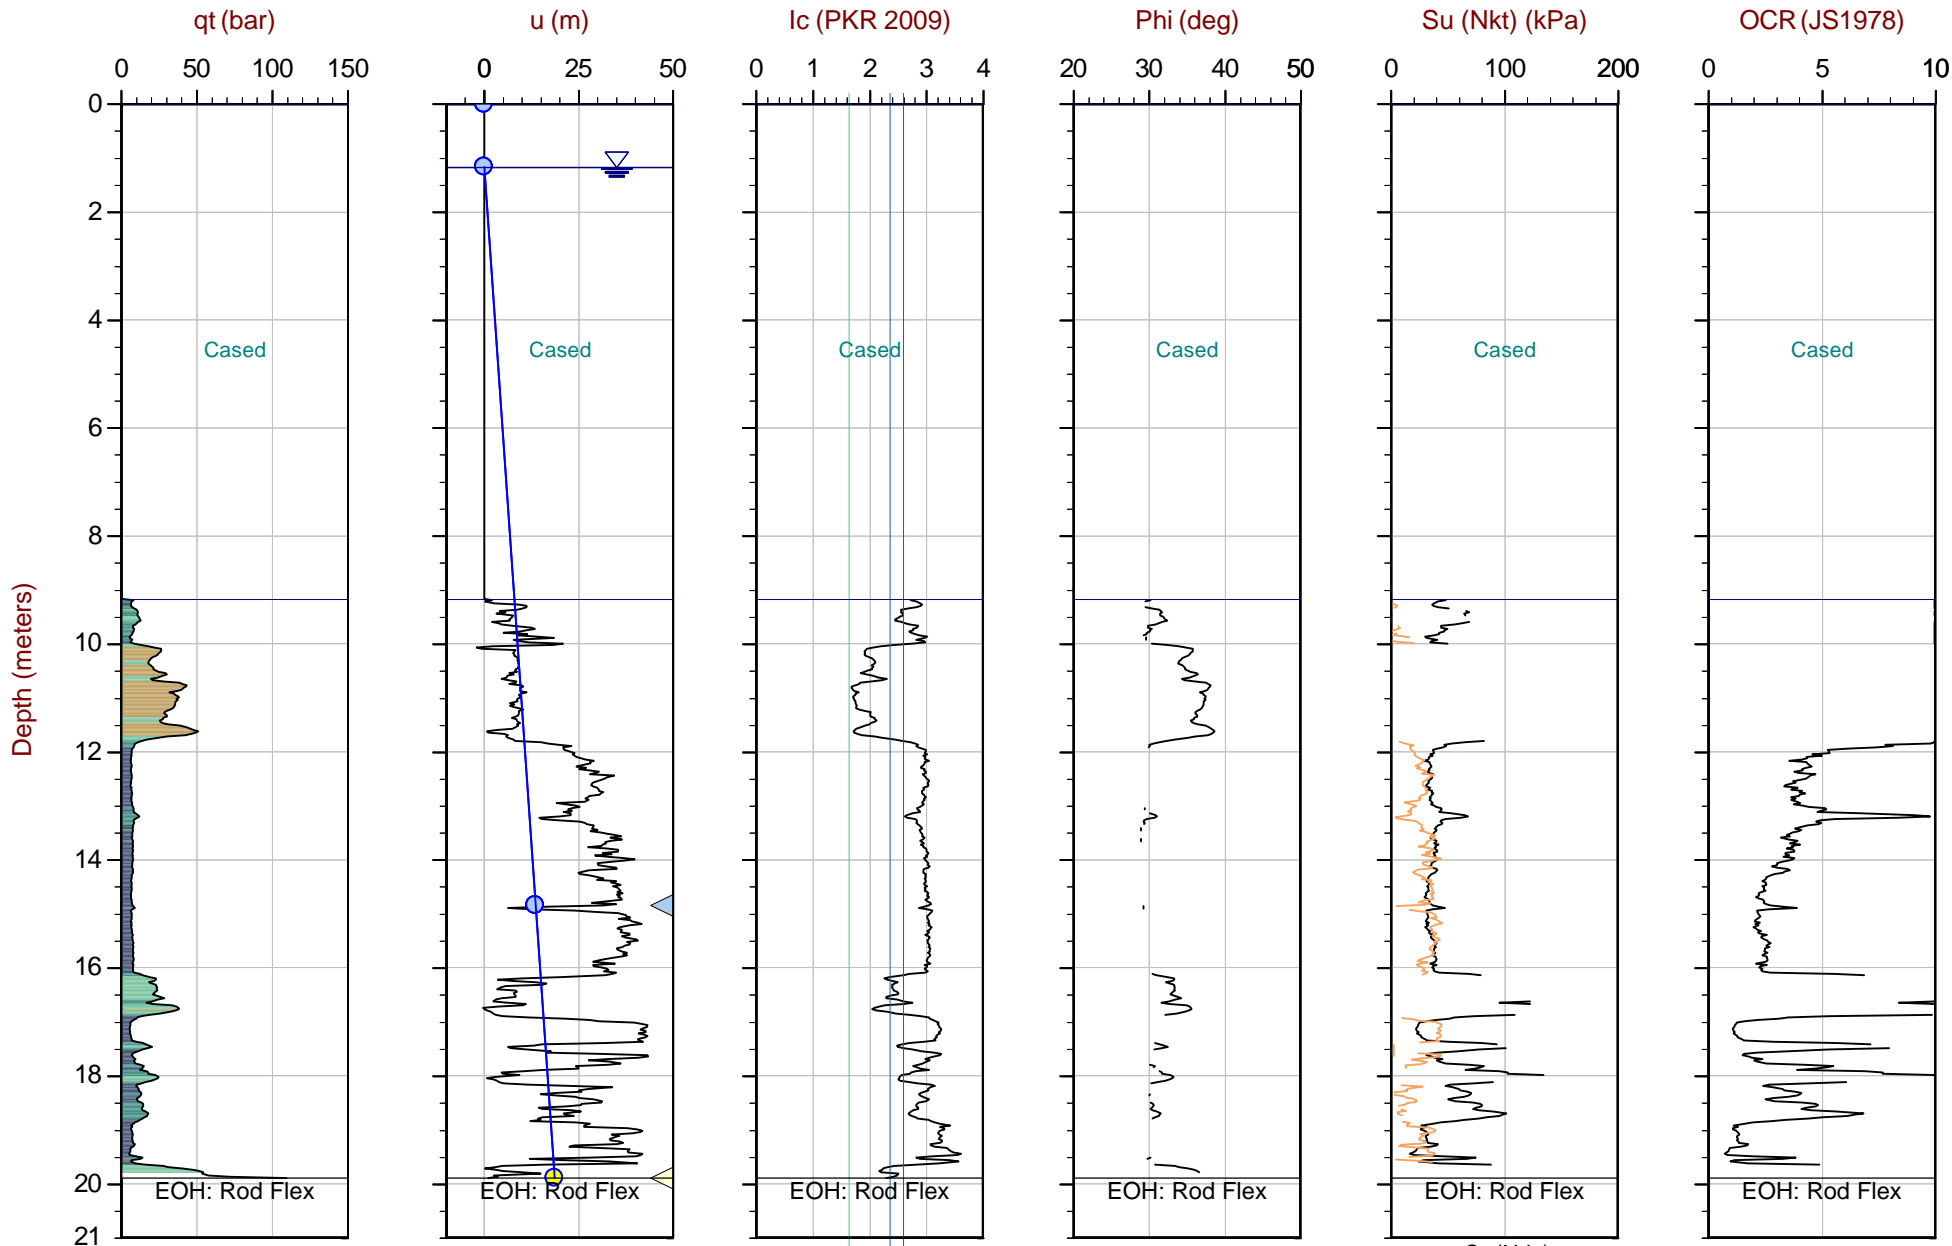 qt (bar) u (m) Ic (PKR 2009) Phi (deg) Su (Nkt) (kPa) OCR (JS1978)
0 50 100 150 0 25 50 0 1 2 3 4 20 30 40 50 0 100 200 0 5 10
0
2
4
Cased Cased Cased Cased Cased Cased
6
8
Depth (meters)
10
12
14
16
18
20
EOH: Rod Flex EOH: Rod Flex EOH: Rod Flex EOH: Rod Flex EOH: Rod Flex EOH: Rod Flex
21